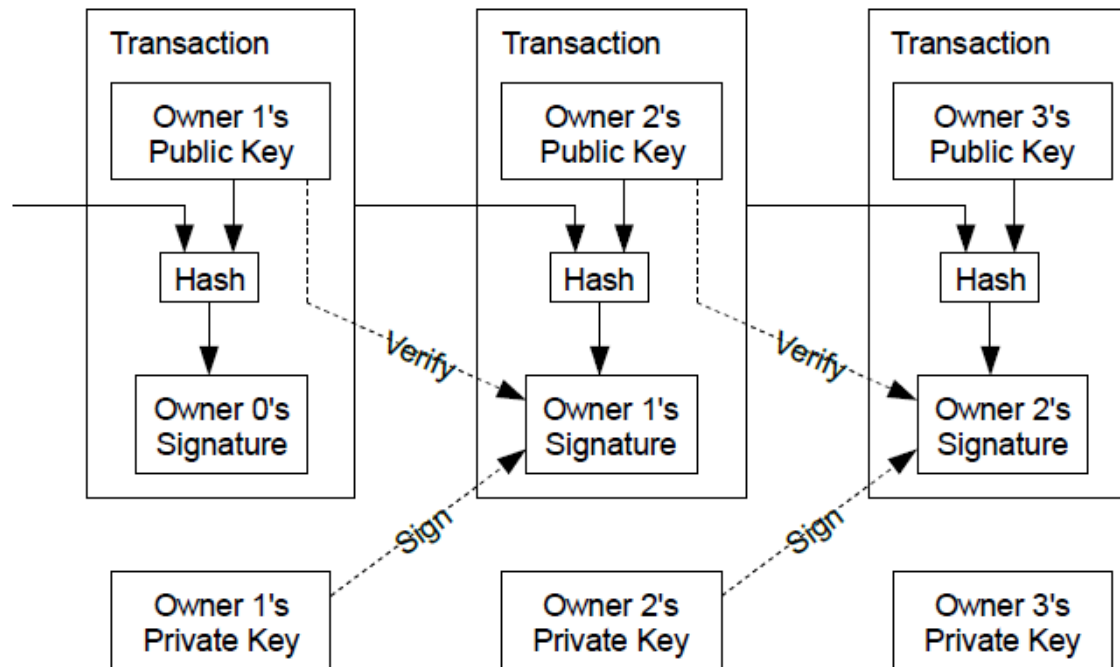 Transaction
Owner 1's
Public Key
Hash
Verify
Owner 0's
Signature
Transaction
Owner 2's
Public Key
Hash
Verify
Owner 1's
Signature
Transaction
Owner 3's
Public Key
Hash
Owner 2's
Signature
Sign
Sign
Owner 1's
Private Key
Owner 2's
Private Key
Owner 3's
Private Key